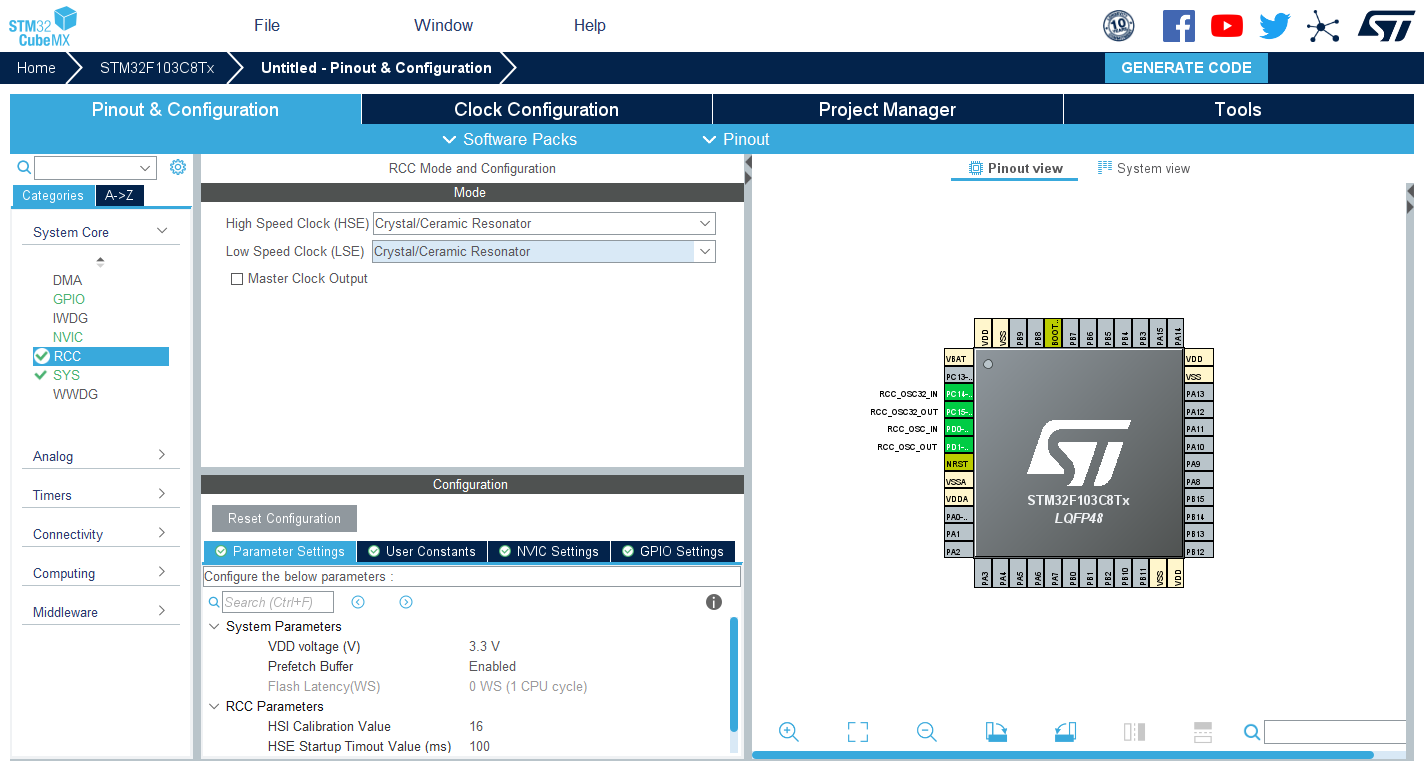 STM32
CubeMX
File
Window
Help
10
Home
STM32F103C8Tx
Untitled - Pinout & Configuration
GENERATE CODE
Pinout & Configuration
Clock Configuration
Project Manager
Tools
Software Packs
Pinout
Categories
A->Z
System Core
DMA
GPIO
IWDG
NVIC
RCC
SYS
WWDG
Analog
Timers
Connectivity
Computing
Middleware
RCC Mode and Configuration
Mode
High Speed Clock (HSE) Crystal/Ceramic Resonator
Low Speed Clock (LSE) Crystal/Ceramic Resonator
Master Clock Output
Configuration
Reset Configuration
Parameter Settings
User Constants
NVIC Settings
GPIO Settings
Configure the below parameters :
Search (Ctrl+F)
System Parameters
VDD voltage (V) 3.3 V
Prefetch Buffer Enabled
Flash Latency(WS) 0 WS (1 CPU cycle)
RCC Parameters
HSI Calibration Value 16
HSE Startup Timout Value (ms) 100
Pinout view
System view
VDD VSS PB9 PB8 BOOT.. PB7 PB6 PB5 PB4 PB3 PA15 PA14
VBAT
PC13-..
RCC_OSC32_IN PC14-..
RCC_OSC32_OUT PC15-..
RCC_OSC_IN PD0-..
RCC_OSC_OUT PD1-..
NRST
VSSA
VDDA
PA0-..
PA1
PA2
ST
STM32F103C8Tx
LQFP48
VDD
VSS
PA13
PA12
PA11
PA10
PA9
PA8
PB15
PB14
PB13
PB12
PA3 PA4 PA5 PA6 PA7 PB0 PB1 PB2 PB10 PB11 VSS VDD